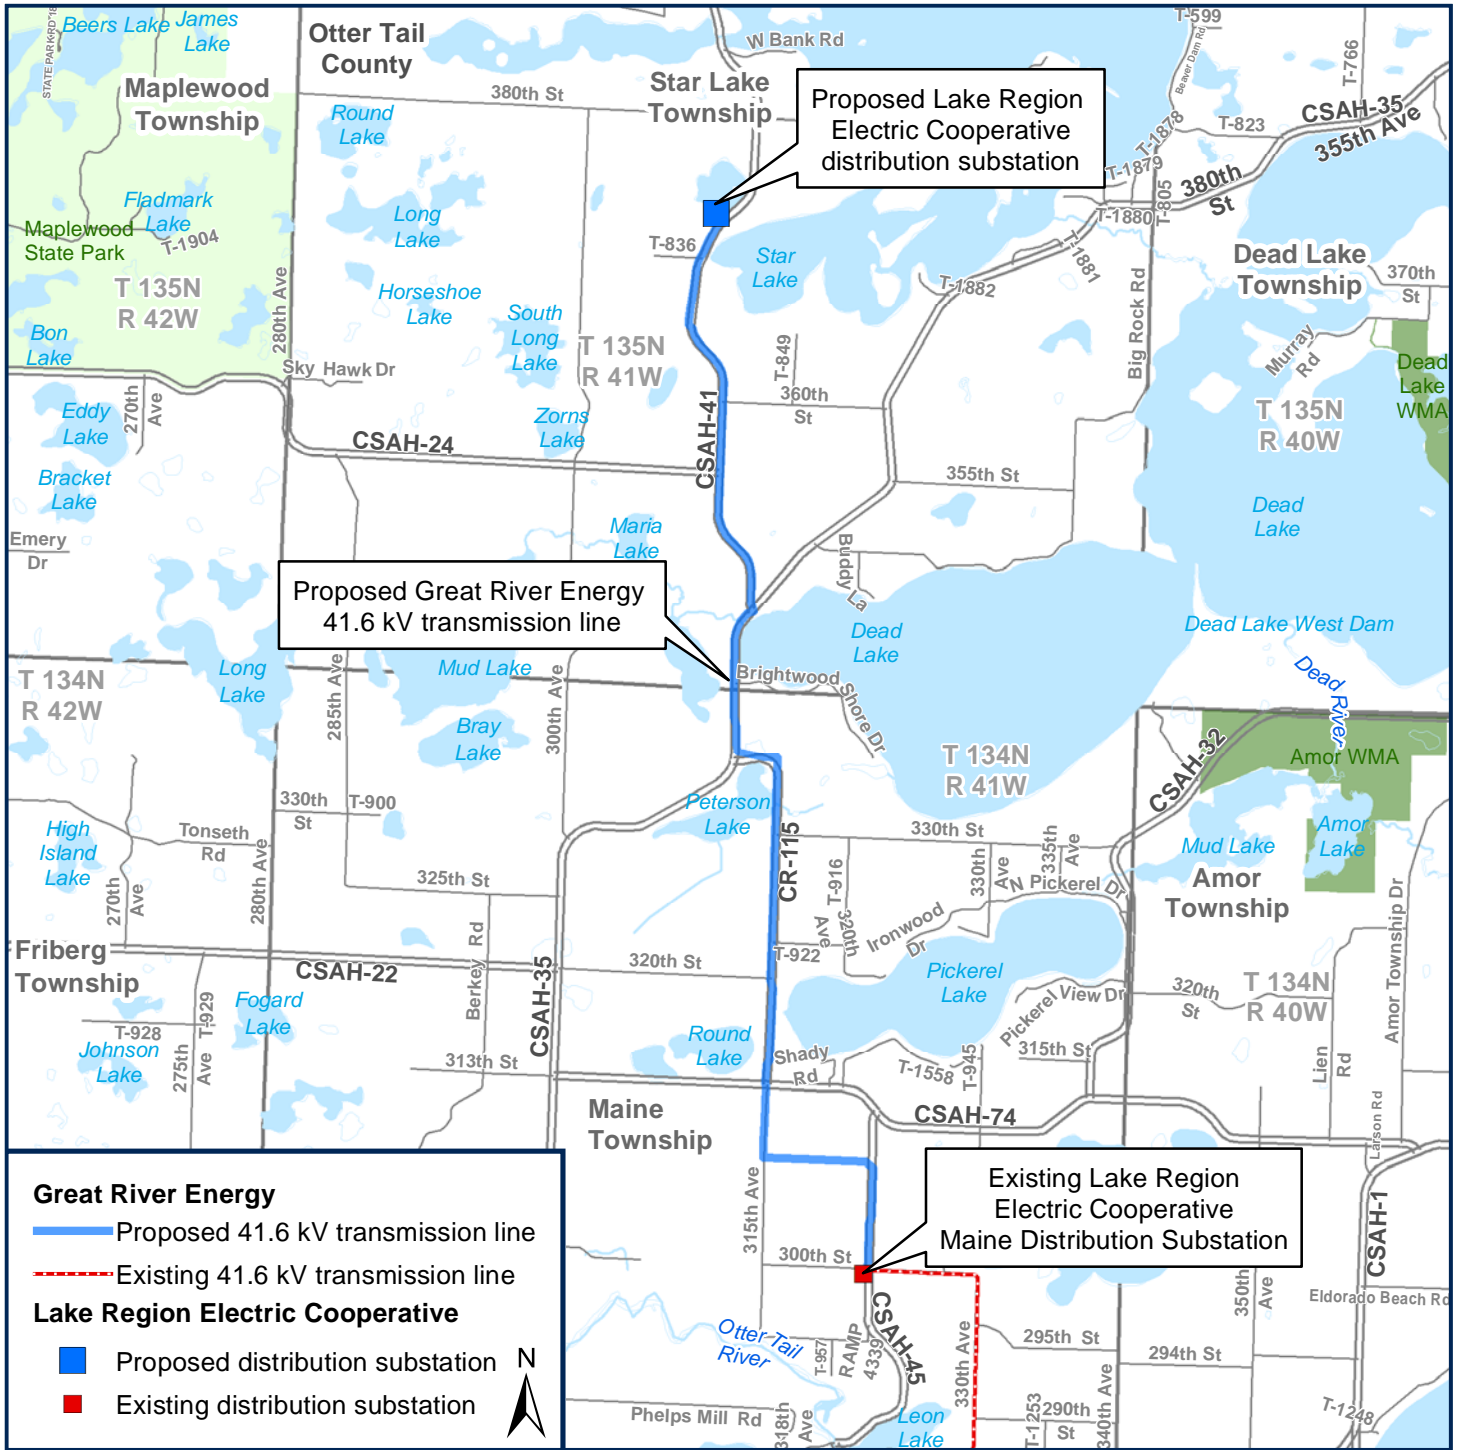 Beers Lake
James
Lake
STATE PARK RD 18
Otter Tail
County
Maplewood
Township
Round
Lake
380th St
Star Lake
Township
W Bank Rd
T-599
Beaver Dam Rd
T-766
CSAH-35
355th Ave
T-823
T-1878
T-1879
Proposed Lake Region
Electric Cooperative
distribution substation
380th
St
T-805
T-1880
T-1881
T-1882
Fladmark
Lake
Maplewood
State Park
T-1904
T 135N
R 42W
Long
Lake
Horseshoe
Lake
South
Long
Lake
T-836
Star
Lake
Dead Lake
Township
370th
St
Murray
Rd
Dead
Lake
WMA
Big Rock Rd
280th Ave
Bon
Lake
Sky Hawk Dr
T 135N
R 41W
T-849
360th
St
T 135N
R 40W
Eddy
Lake
270th
Ave
Zorns
Lake
CSAH-24
CSAH-41
355th St
Bracket
Lake
Maria
Lake
Dead
Lake
Emery
Dr
Buddy La
Proposed Great River Energy
41.6 kV transmission line
Dead
Lake
Dead Lake West Dam
Dead
River
T 134N
R 42W
Long
Lake
285th Ave
Mud Lake
300th Ave
Brightwood
Shore Dr
Bray
Lake
T 134N
R 41W
CSAH-32
Amor WMA
330th
St
T-900
Peterson
Lake
CR-115
330th St
335th
Ave
330th
Ave
Mud Lake
Amor
Lake
High
Island
Lake
Tonseth
Rd
280th Ave
270th
Ave
325th St
T-916
320th
Ave
N Pickerel Dr
Ironwood
Dr
Amor
Township
Amor Township Dr
Friberg
Township
CSAH-22
Berkey Rd
CSAH-35
320th St
T-922
Pickerel
Lake
Pickerel View Dr
320th
St
T 134N
R 40W
Fogard
Lake
T-928
T-929
275th
Ave
Johnson
Lake
313th St
Round
Lake
Shady
Rd
T-1558
T-945
315th St
Lien
Rd
Larson Rd
Maine
Township
CSAH-74
315th Ave
Existing Lake Region
Electric Cooperative
Maine Distribution Substation
CSAH-1
300th St
350th
Ave
Eldorado Beach Rd
Otter Tail
River
T-957
RAMP
4339
CSAH-45
330th Ave
295th St
294th St
Phelps Mill Rd
318th
Ave
Leon
Lake
T-1253
290th
St
340th Ave
T-1248
Great River Energy
Proposed 41.6 kV transmission line
Existing 41.6 kV transmission line
Lake Region Electric Cooperative
Proposed distribution substation
Existing distribution substation
N